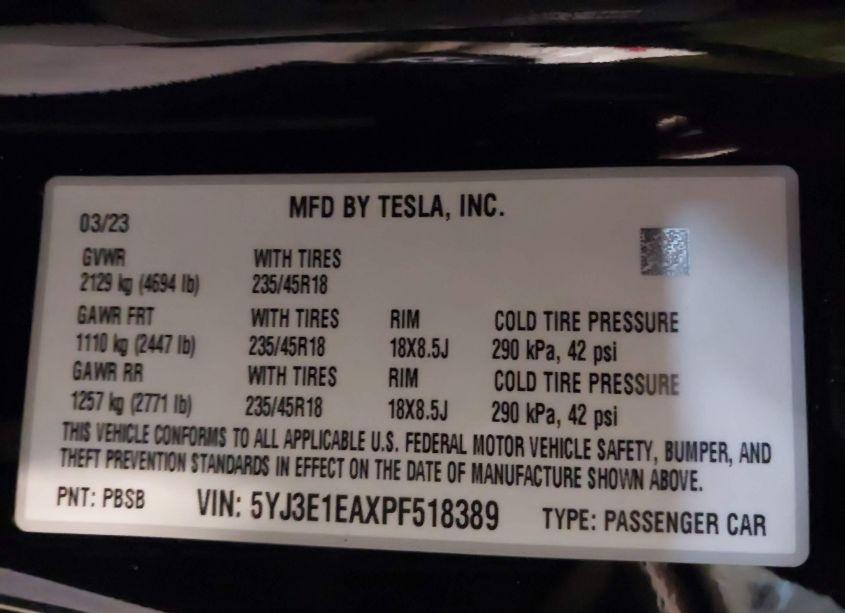 MFD BY TESLA, INC.
03/23
GVWR WITH TIRES
2129 kg (4694 lb) 235/45R18
GAWR FRT WITH TIRES RIM COLD TIRE PRESSURE
1110 kg (2447 lb) 235/45R18 18X8.5J 290 kPa, 42 psi
GAWR RR WITH TIRES RIM COLD TIRE PRESSURE
1257 kg (2771 lb) 235/45R18 18X8.5J 290 kPa, 42 psi
THIS VEHICLE CONFORMS TO ALL APPLICABLE U.S. FEDERAL MOTOR VEHICLE SAFETY, BUMPER, AND
THEFT PREVENTION STANDARDS IN EFFECT ON THE DATE OF MANUFACTURE SHOWN ABOVE.
PNT: PBSB VIN: 5YJ3E1EAXPF518389 TYPE: PASSENGER CAR